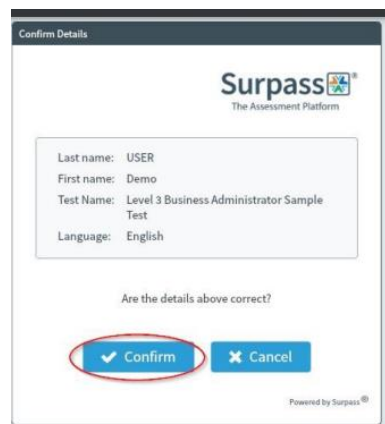 Confirm Details
Surpass®
The Assessment Platform
Last name: USER
First name: Demo
Test Name: Level 3 Business Administrator Sample
Test
Language: English
Are the details above correct?
Confirm
Cancel
Powered by Surpass®